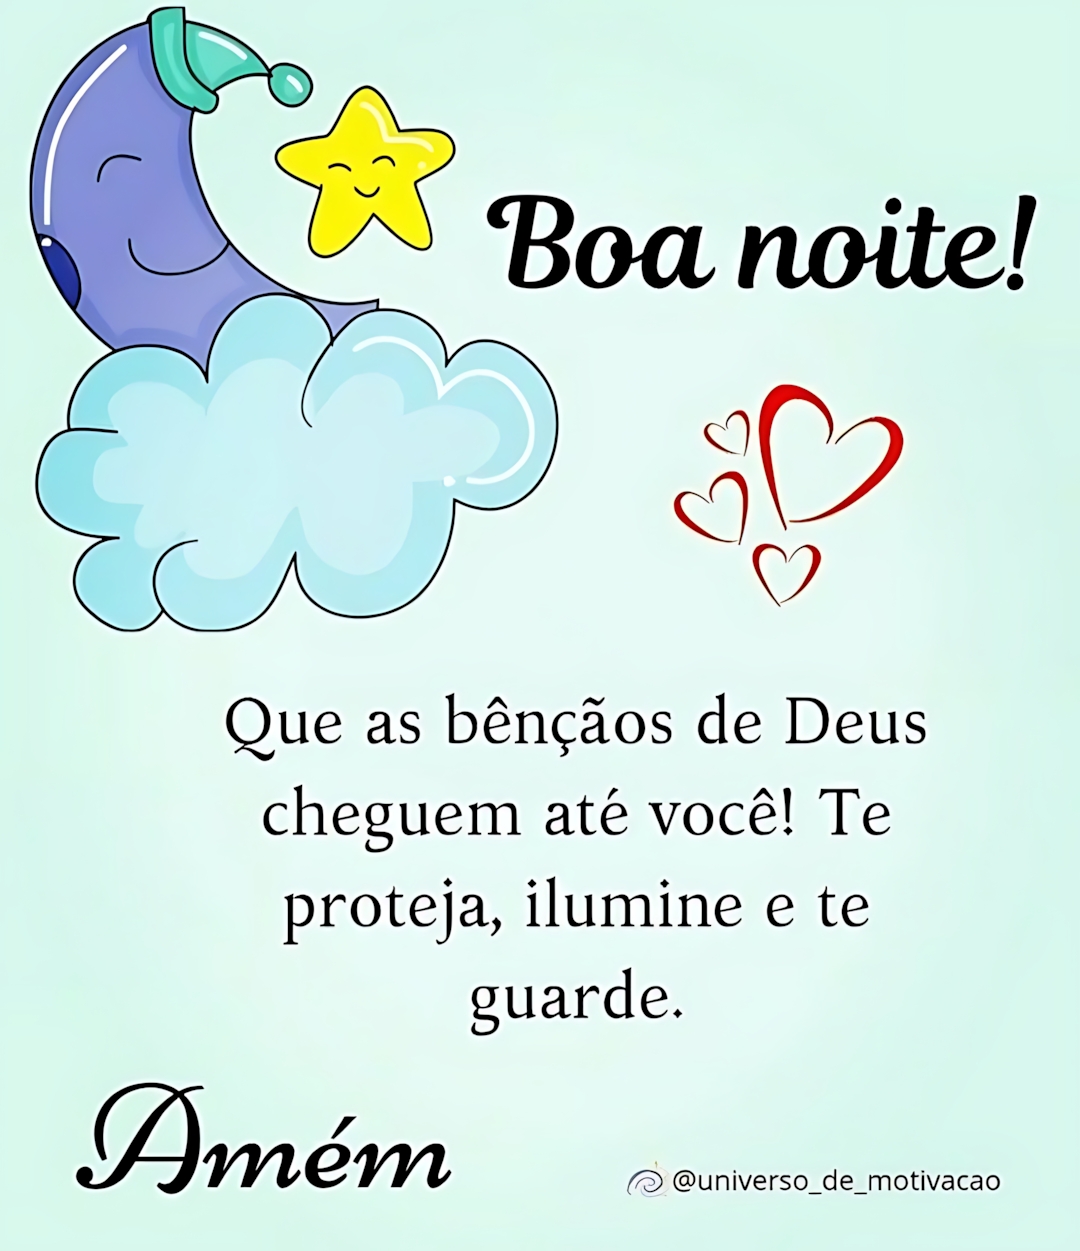 Boa noite!
Que as bênçãos de Deus
cheguem até você! Te
proteja, ilumine e te
guarde.
Amém
@universo_de_motivacao